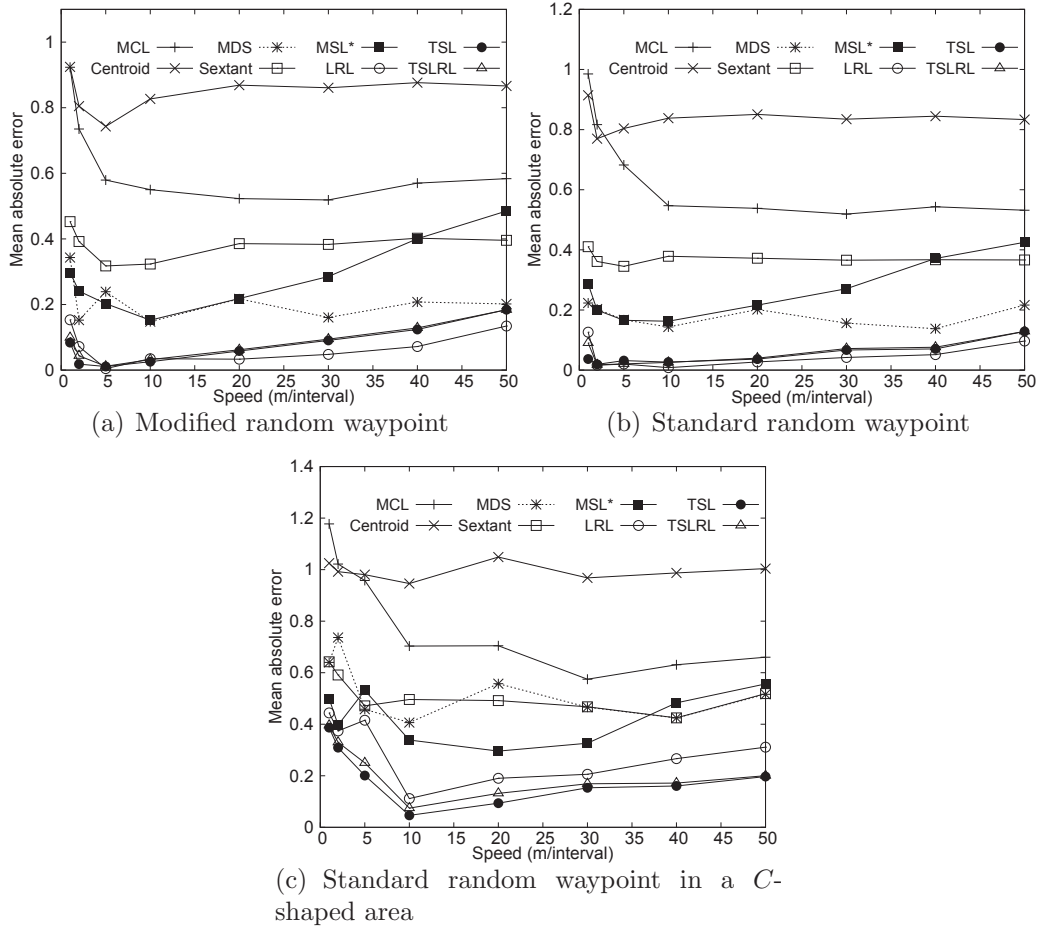 1
0.8
0.6
0.4
0.2
0
Mean absolute error
MCL MDS MSL* TSL
Centroid Sextant LRL TSLRL
0 5 10 15 20 25 30 35 40 45 50
Speed (m/interval)
(a) Modified random waypoint
1.2
1
0.8
0.6
0.4
0.2
0
Mean absolute error
MCL MDS MSL* TSL
Centroid Sextant LRL TSLRL
0 5 10 15 20 25 30 35 40 45 50
Speed (m/interval)
(b) Standard random waypoint
1.4
1.2
1
0.8
0.6
0.4
0.2
0
Mean absolute error
MCL MDS MSL* TSL
Centroid Sextant LRL TSLRL
0 5 10 15 20 25 30 35 40 45 50
Speed (m/interval)
(c) Standard random waypoint in a C-
shaped area